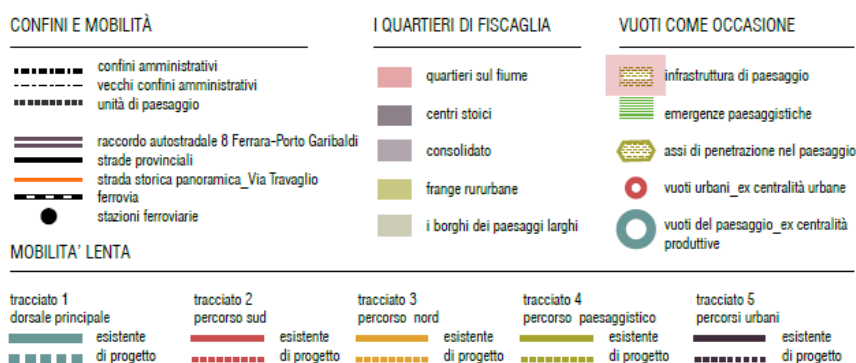 CONFINI E MOBILITÀ
confini amministrativi
vecchi confini amministrativi
unità di paesaggio
raccordo autostradale 8 Ferrara-Porto Garibaldi
strade provinciali
strada storica panoramica_Via Travaglio
ferrovia
stazioni ferroviarie
I QUARTIERI DI FISCAGLIA
quartieri sul fiume
centri stoici
consolidato
frange rururbane
i borghi dei paesaggi larghi
VUOTI COME OCCASIONE
infrastruttura di paesaggio
emergenze paesaggistiche
assi di penetrazione nel paesaggio
vuoti urbani_ex centralità urbane
vuoti del paesaggio_ex centralità
produttive
MOBILITA' LENTA
tracciato 1
dorsale principale
esistente
di progetto
tracciato 2
percorso sud
esistente
di progetto
tracciato 3
percorso nord
esistente
di progetto
tracciato 4
percorso paesaggistico
esistente
di progetto
tracciato 5
percorsi urbani
esistente
di progetto